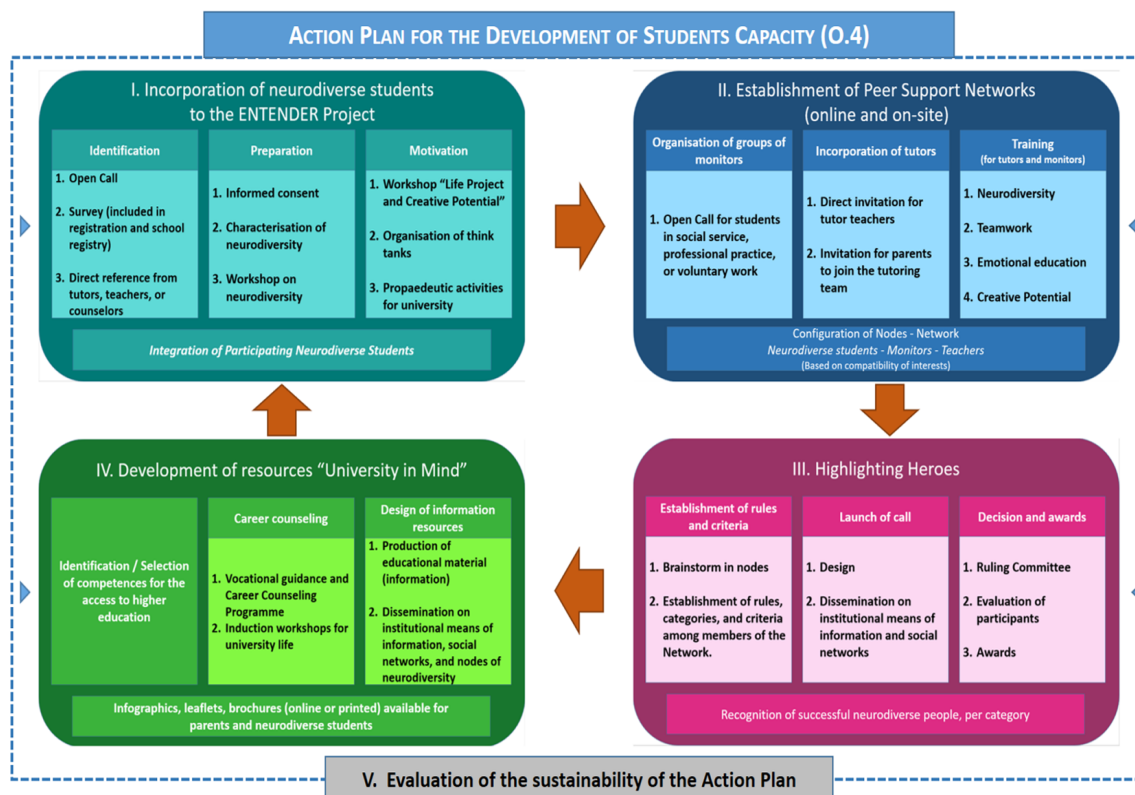 ACTION PLAN FOR THE DEVELOPMENT OF STUDENTS CAPACITY (O.4)
I. Incorporation of neurodiverse students
to the ENTENDER Project
Identification
1. Open Call
2. Survey (included in
registration and school
registry)
3. Direct reference from
tutors, teachers, or
counselors
Preparation
1. Informed consent
2. Characterisation of
neurodiversity
3. Workshop on
neurodiversity
Motivation
1. Workshop “Life Project
and Creative Potential”
2. Organisation of think
tanks
3. Propaedeutic activities
for university
Integration of Participating Neurodiverse Students
II. Establishment of Peer Support Networks
(online and on-site)
Organisation of groups of
monitors
1. Open Call for students
in social service,
professional practice,
or voluntary work
Incorporation of tutors
1. Direct invitation for
tutor teachers
2. Invitation for parents
to join the tutoring
team
Training
(for tutors and monitors)
1. Neurodiversity
2. Teamwork
3. Emotional education
4. Creative Potential
Configuration of Nodes - Network
Neurodiverse students - Monitors - Teachers
(Based on compatibility of interests)
IV. Development of resources “University in Mind”
Identification / Selection
of competences for the
access to higher
education
Career counseling
1. Vocational guidance and
Career Counseling
Programme
2. Induction workshops for
university life
Design of information
resources
1. Production of
educational material
(information)
2. Dissemination on
institutional means of
information, social
networks, and nodes of
neurodiversity
Infographics, leaflets, brochures (online or printed) available for
parents and neurodiverse students
III. Highlighting Heroes
Establishment of rules
and criteria
1. Brainstorm in nodes
2. Establishment of rules,
categories, and criteria
among members of the
Network.
Launch of call
1. Design
2. Dissemination on
institutional means of
information and social
networks
Decision and awards
1. Ruling Committee
2. Evaluation of
participants
3. Awards
Recognition of successful neurodiverse people, per category
V. Evaluation of the sustainability of the Action Plan